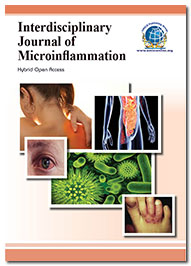 Interdisciplinary
Journal of
Microinflammation
Hybrid Open Access